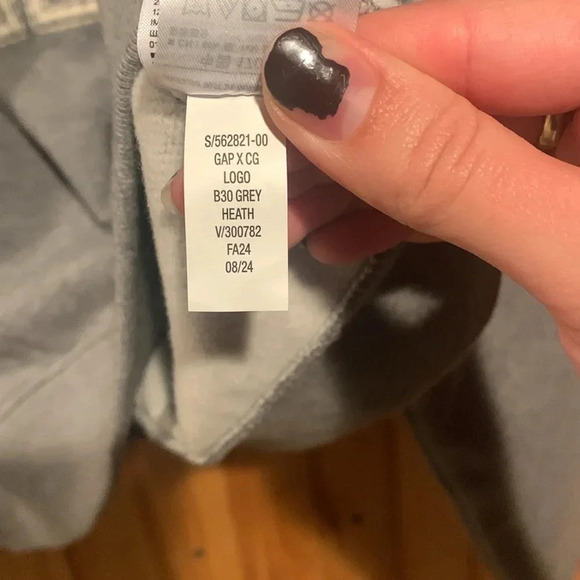 S/562821-00
GAP X CG
LOGO
B30 GREY
HEATH
V/300782
FA24
08/24